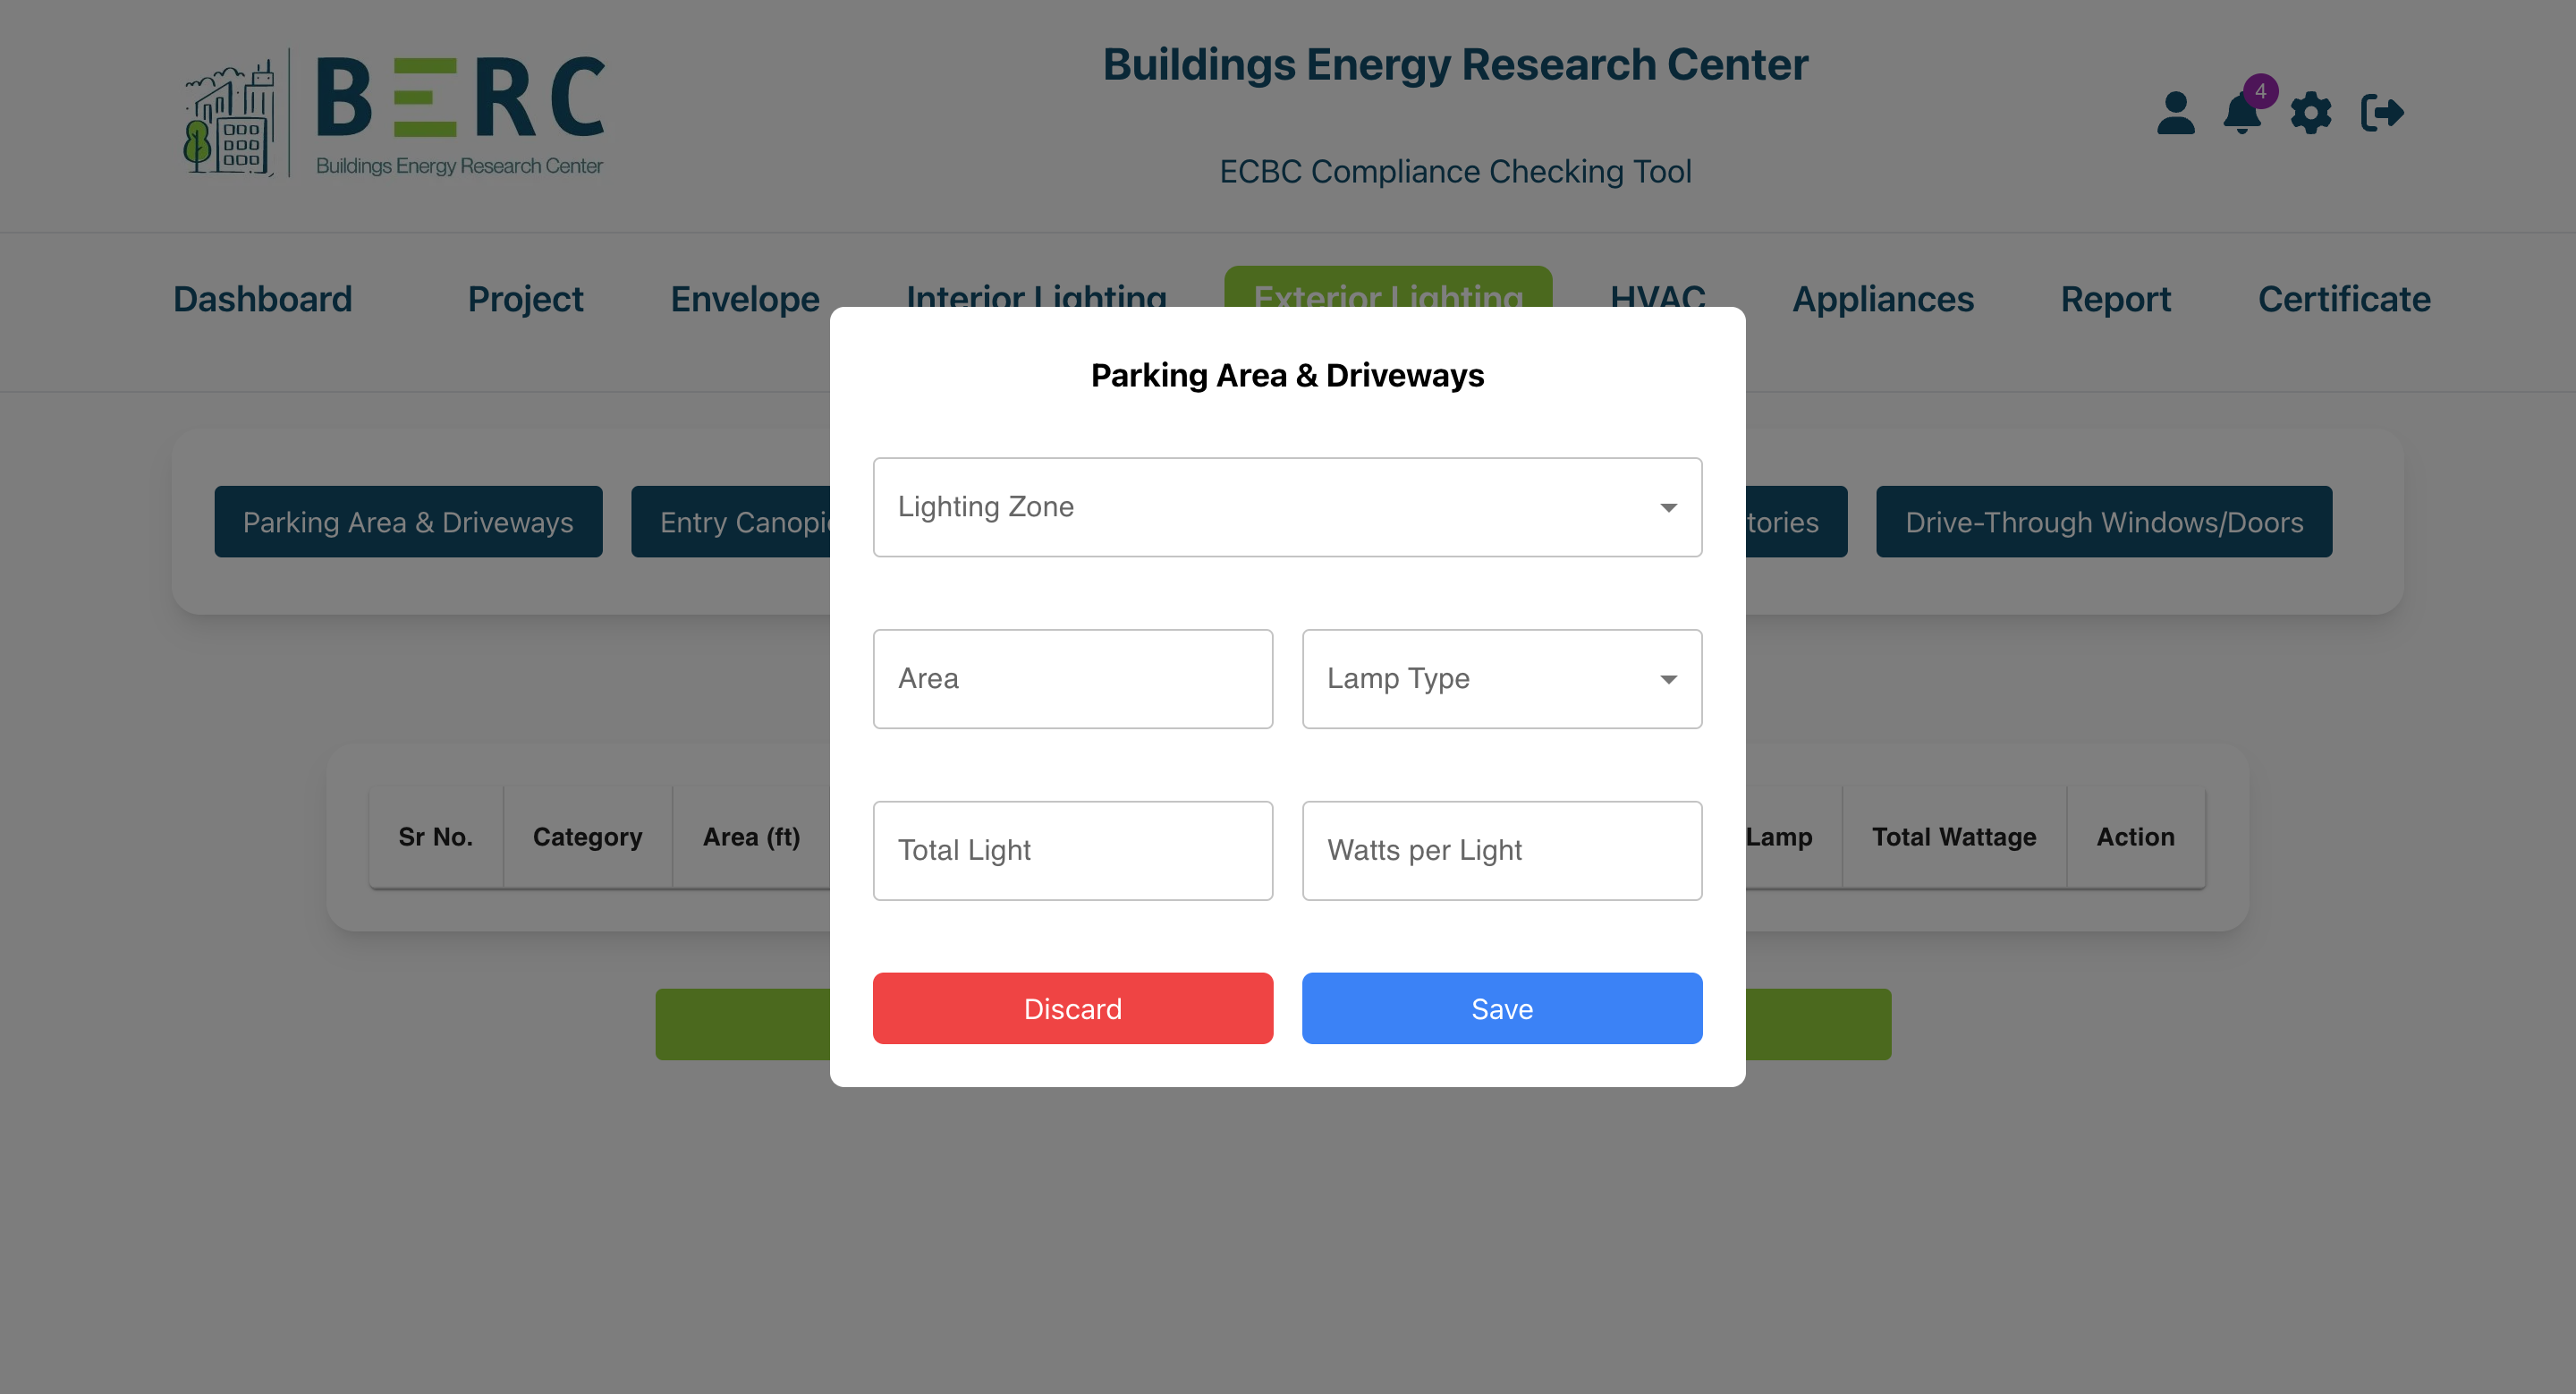 BERC
Buildings Energy Research Center
Buildings Energy Research Center
ECBC Compliance Checking Tool
4
Dashboard Project Envelope Interior Lighting Exterior Lighting HVAC Appliances Report Certificate
Parking Area & Driveways
Parking Area & Driveways Entry Drive-Through Windows/Doors
Lighting Zone
Area
Lamp Type
Sr No. Category Area (ft) Lamp Total Wattage Action
Total Light
Watts per Light
Discard
Save